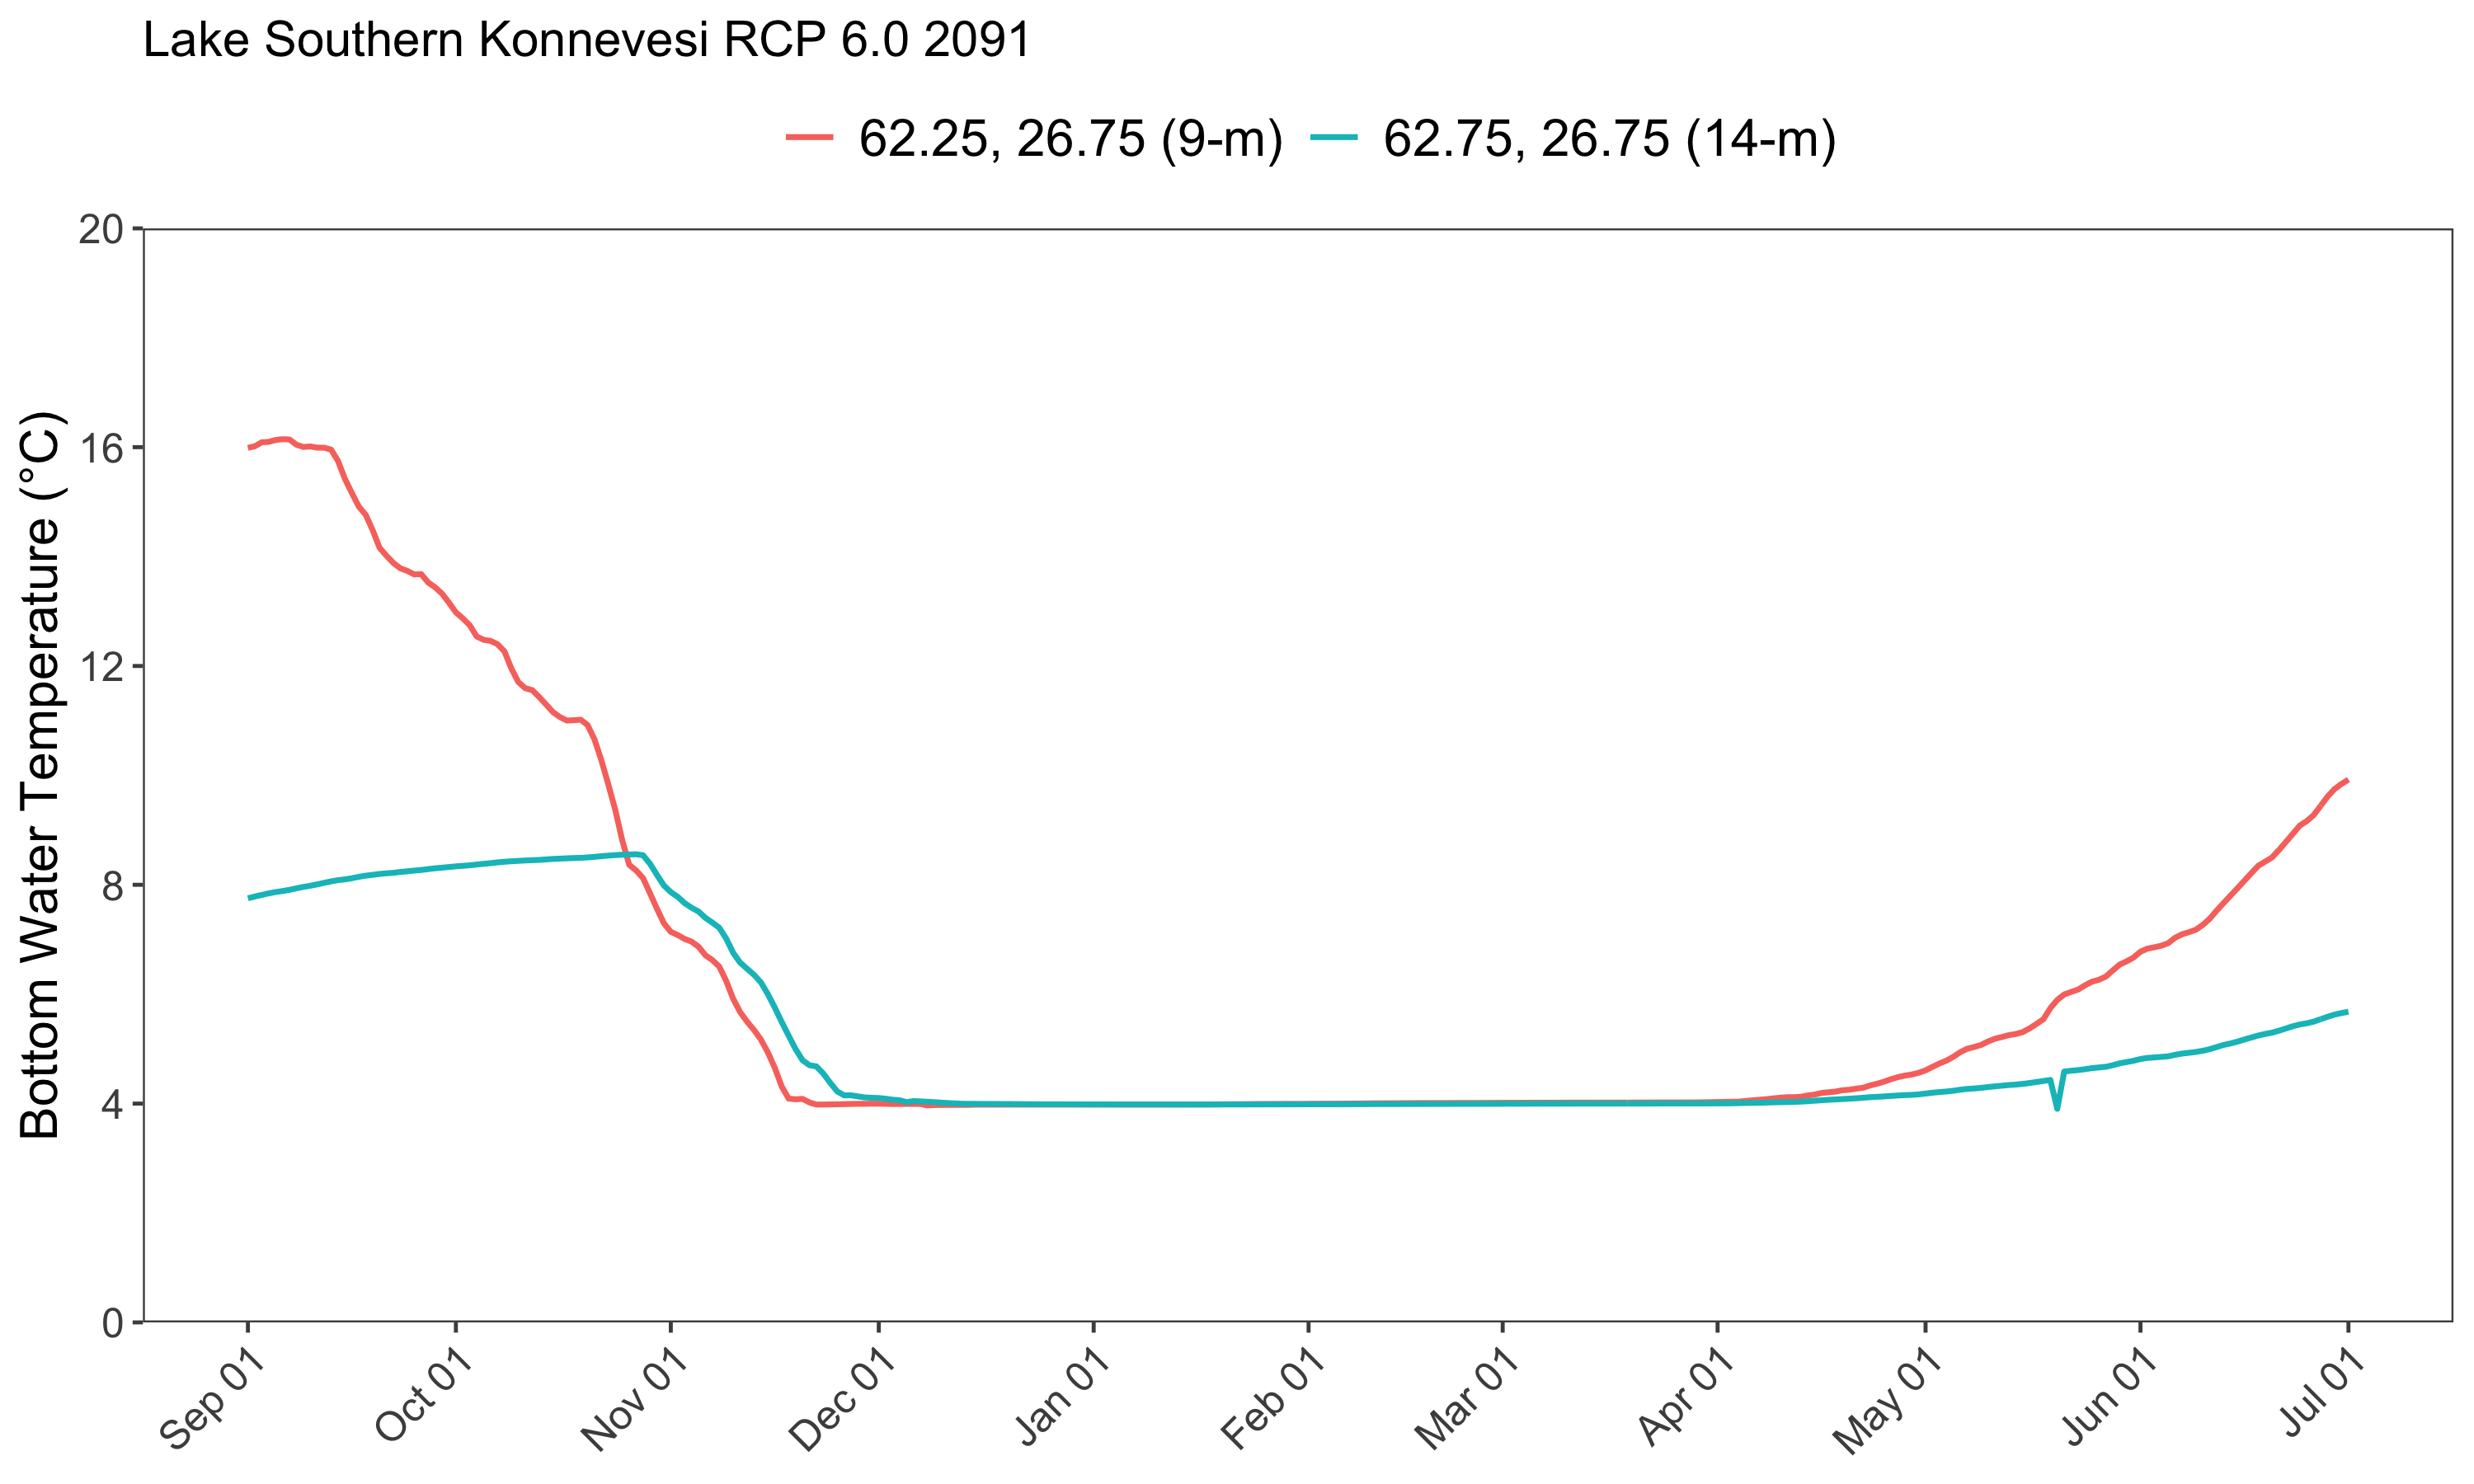 Lake Southern Konnevesi RCP 6.0 2091
62.25, 26.75 (9-m) 62.75, 26.75 (14-m)
Bottom Water Temperature (°C)
20
16
12
8
4
0
Sep 01 Oct 01 Nov 01 Dec 01 Jan 01 Feb 01 Mar 01 Apr 01 May 01 Jun 01 Jul 01